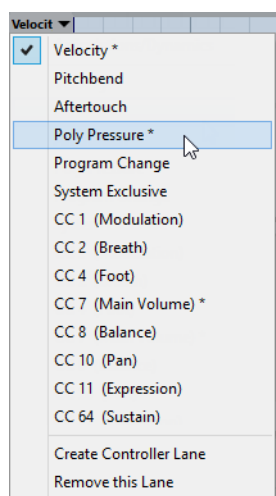 Velocit
Velocity *
Pitchbend
Aftertouch
Poly Pressure *
Program Change
System Exclusive
CC 1 (Modulation)
CC 2 (Breath)
CC 4 (Foot)
CC 7 (Main Volume) *
CC 8 (Balance)
CC 10 (Pan)
CC 11 (Expression)
CC 64 (Sustain)
Create Controller Lane
Remove this Lane